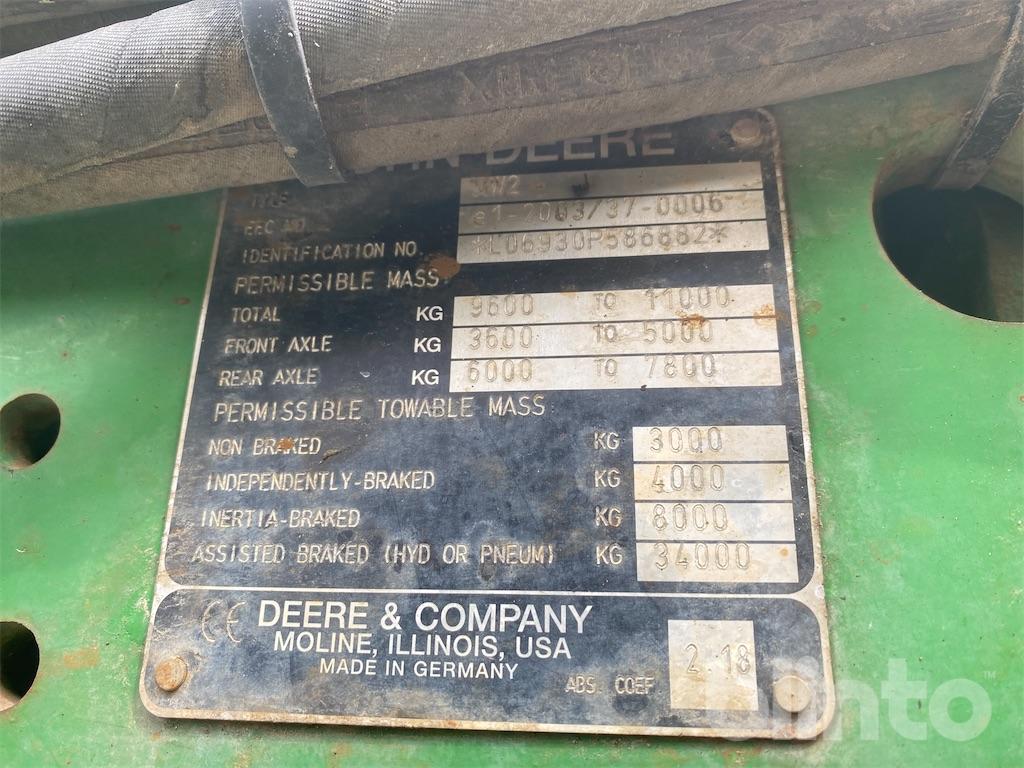 DEERE
TYPE
EEC NO. e1-2003/37-0006
IDENTIFICATION NO. *L06930P586882*
PERMISSIBLE MASS
TOTAL KG 9600 TO 11000
FRONT AXLE KG 3600 TO 5000
REAR AXLE KG 6000 TO 7800
PERMISSIBLE TOWABLE MASS
NON BRAKED KG 3000
INDEPENDENTLY-BRAKED KG 4000
INERTIA-BRAKED KG 8000
ASSISTED BRAKED (HYD OR PNEUM) KG 34000
CE DEERE & COMPANY
MOLINE, ILLINOIS, USA
MADE IN GERMANY
ABS. COEF 2.18
blinto™